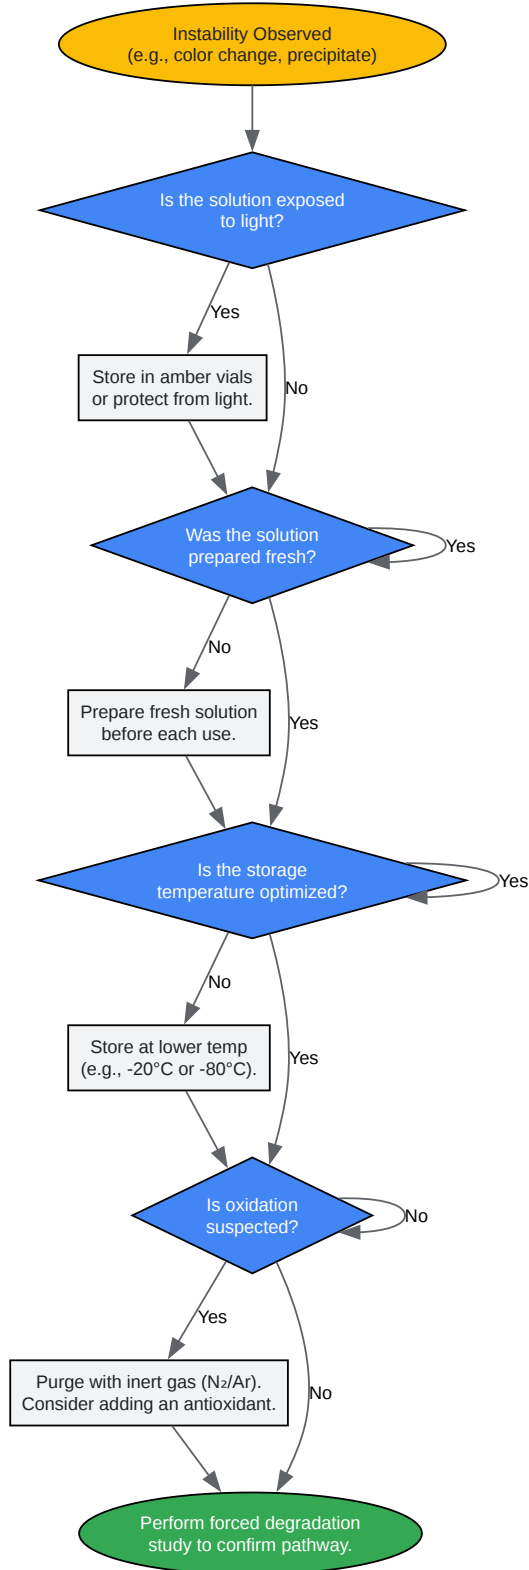 Instability Observed
(e.g., color change, precipitate)
Is the solution exposed
to light?
Yes
Store in amber vials
or protect from light.
No
Was the solution
prepared fresh?
Yes
No
Prepare fresh solution
before each use.
Yes
Is the storage
temperature optimized?
Yes
No
Store at lower temp
(e.g., -20°C or -80°C).
Yes
Is oxidation
suspected?
No
Yes
Purge with inert gas (N₂/Ar).
Consider adding an antioxidant.
No
Perform forced degradation
study to confirm pathway.